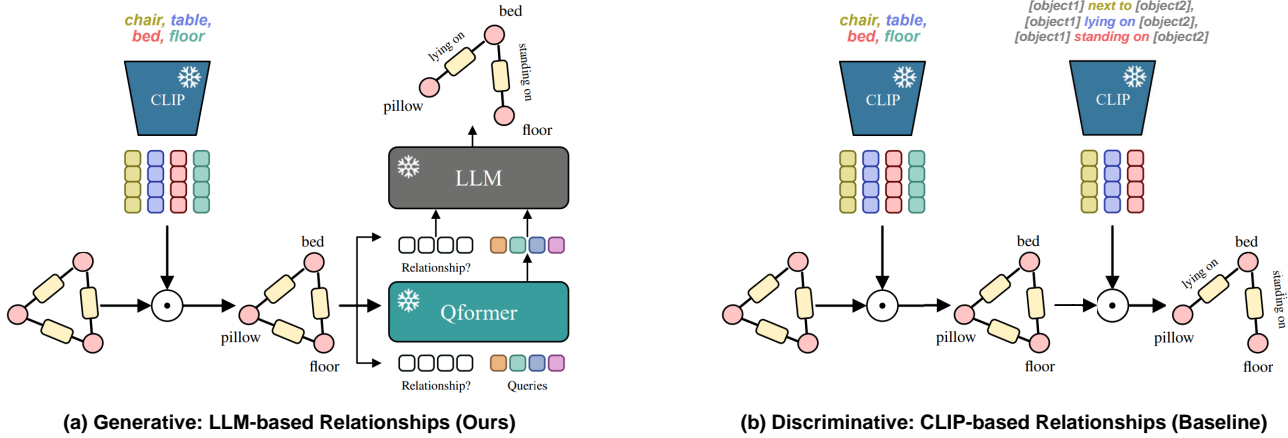 chair, table,
bed, floor
CLIP
bed
lying on
standing on
pillow
floor
LLM
Relationship?
Qformer
bed
pillow
floor
Relationship?
Queries
(a) Generative: LLM-based Relationships (Ours)
chair, table,
bed, floor
CLIP
[object1] next to [object2],
[object1] lying on [object2],
[object1] standing on [object2]
CLIP
bed
pillow
floor
bed
lying on
standing on
pillow
floor
(b) Discriminative: CLIP-based Relationships (Baseline)